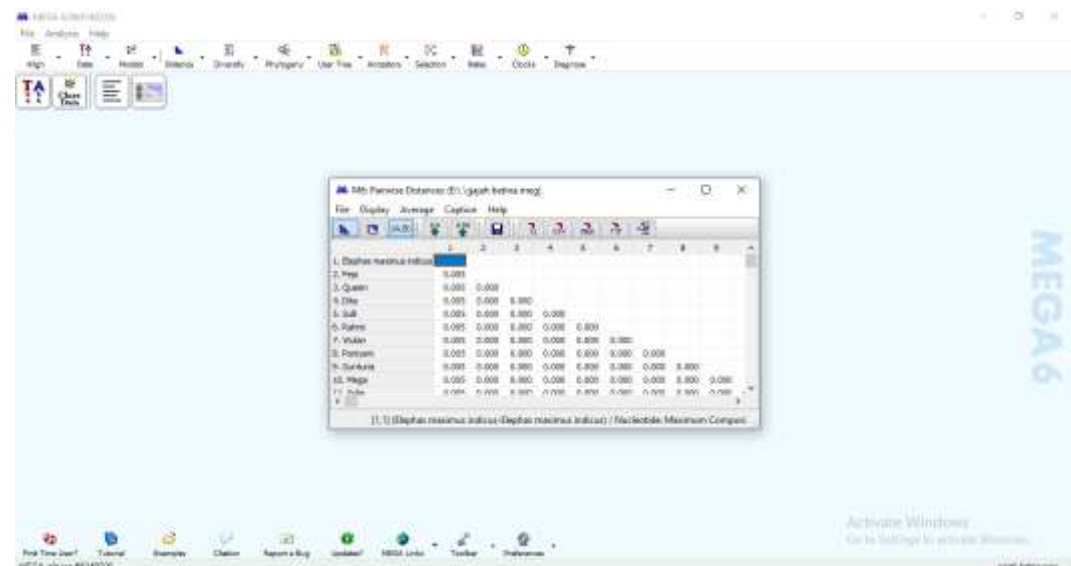 File Analysis Help
Align Data Models Distance Diversity Phylogeny User Tree Ancestors Selection Rates Clocks Diagnose
TA Close Data
M6: Pairwise Distances (E:\ \gajah betina.meg)
File Display Average Caption Help
1 2 3 4 5 6 7 8 9
1. Elephas maximus indicus
2. 0.005
3. Queen 0.005 0.000
4. 0.005 0.000 0.000
5. 0.005 0.000 0.000 0.000
6. 0.005 0.000 0.000 0.000 0.000
7. Wulan 0.005 0.000 0.000 0.000 0.000 0.000
8. 0.005 0.000 0.000 0.000 0.000 0.000 0.000
9. 0.005 0.000 0.000 0.000 0.000 0.000 0.000 0.000
10. Mega 0.005 0.000 0.000 0.000 0.000 0.000 0.000 0.000 0.000
[1,1] (Elephas maximus indicus-Elephas maximus indicus) / Nucleotide: Maximum Composi
MEGA 6
Activate Windows
Go to Settings to activate Windows.
First Time User? Tutorial Examples Citation Report a Bug Updates? MEGA Links Toolbar Preferences